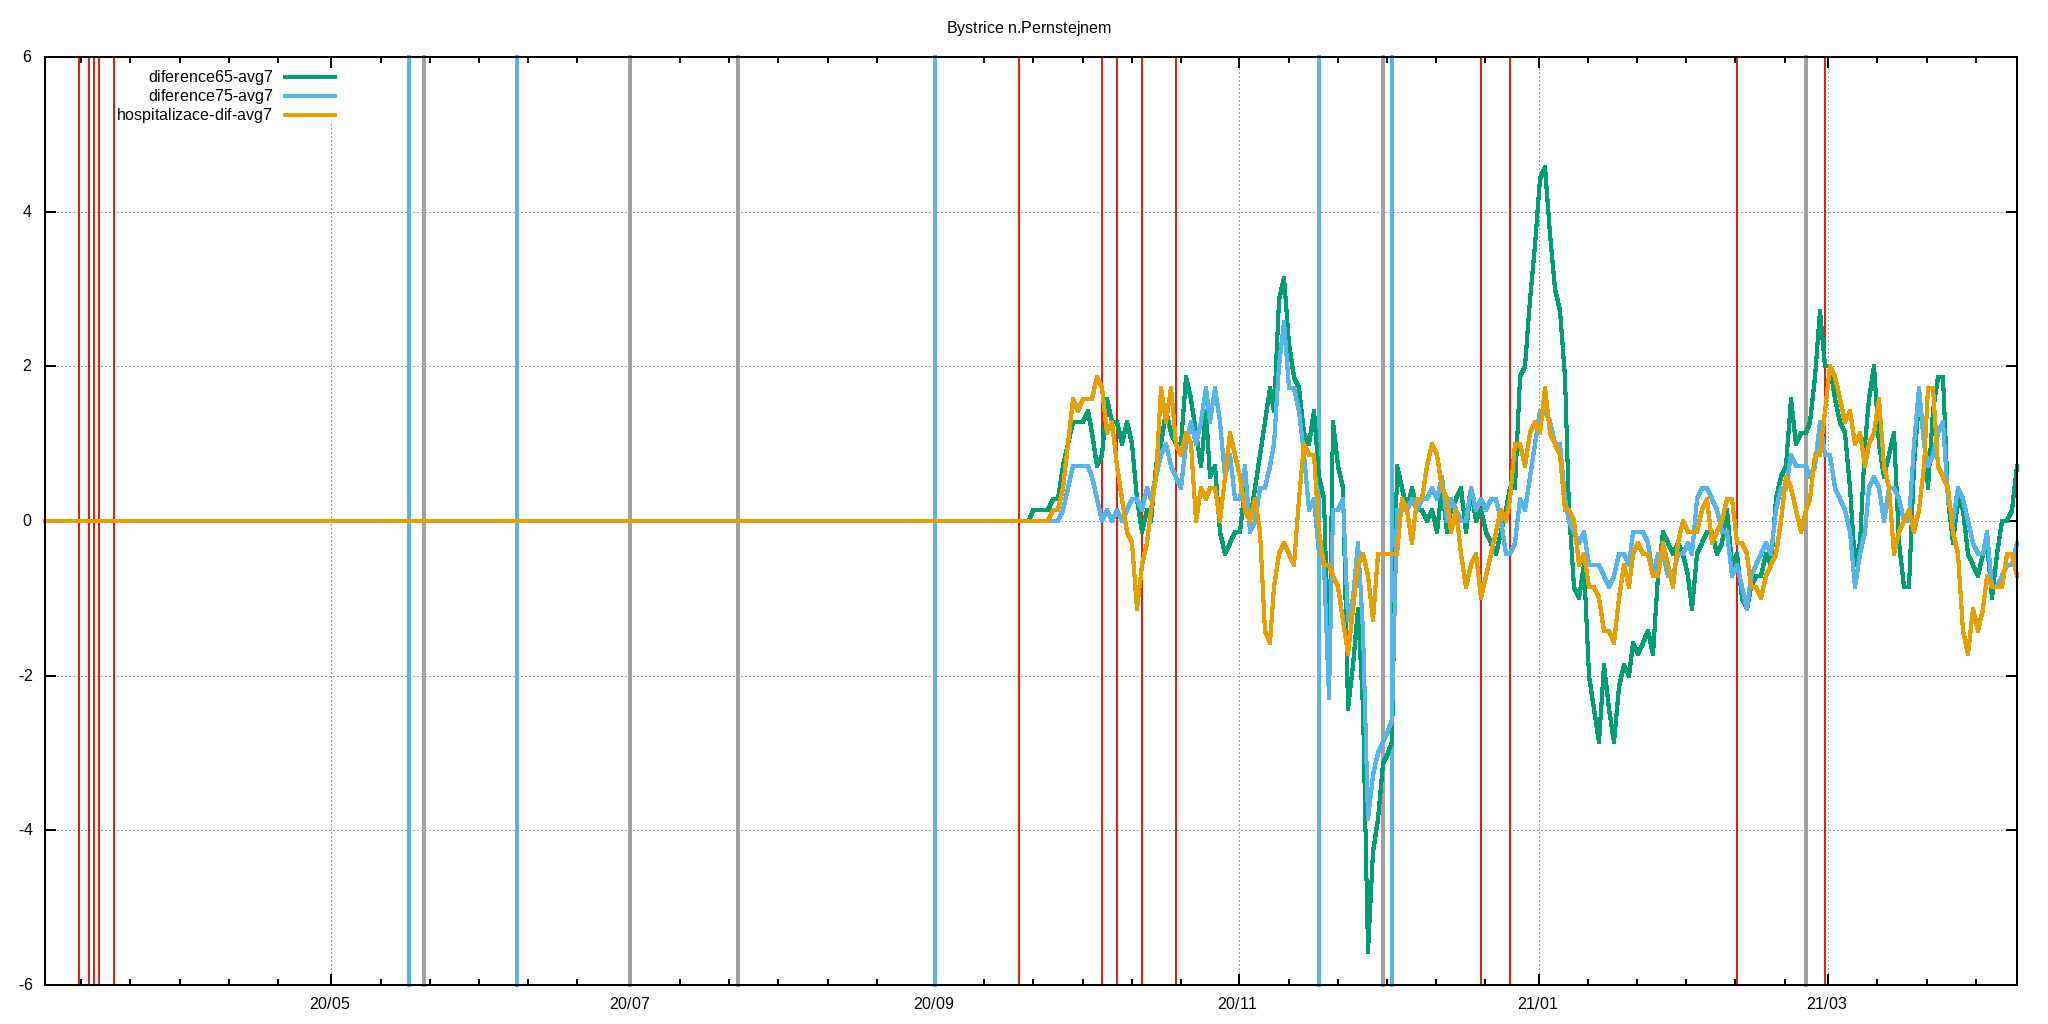 Bystrice n.Pernstejnem
6
diference65-avg7
diference75-avg7
hospitalizace-dif-avg7
4
2
0
-2
-4
-6
20/05 20/07 20/09 20/11 21/01 21/03